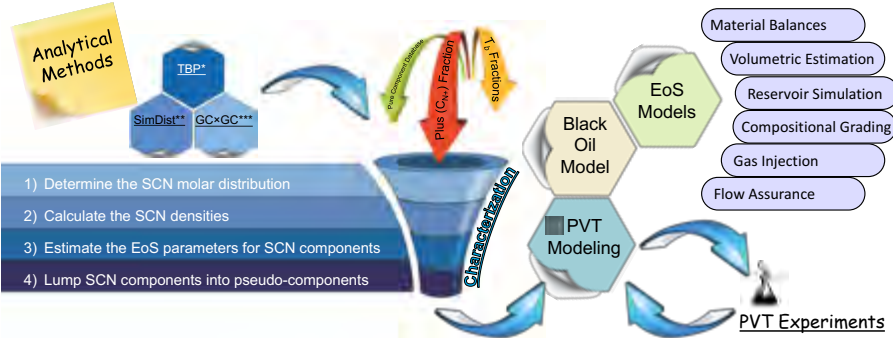 Analytical
Methods
TBP*
SimDist**
GC×GC***
Pure Component Database
Plus (CN+) Fraction
Tb Fractions
1) Determine the SCN molar distribution
2) Calculate the SCN densities
3) Estimate the EoS parameters for SCN components
4) Lump SCN components into pseudo-components
Characterization
EoS
Models
Black
Oil
Model
PVT
Modeling
Material Balances
Volumetric Estimation
Reservoir Simulation
Compositional Grading
Gas Injection
Flow Assurance
PVT Experiments